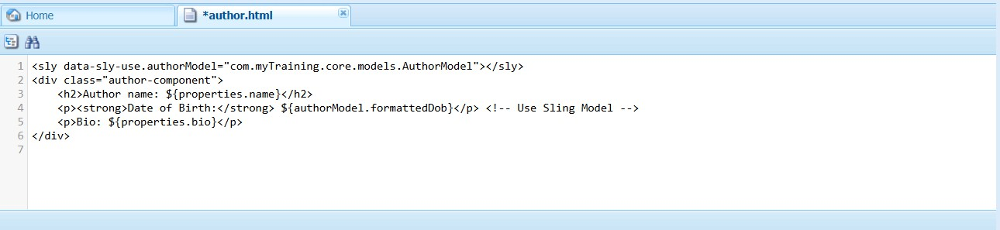 Home
*author.html
1 <sly data-sly-use.authorModel="com.myTraining.core.models.AuthorModel"></sly>
2 <div class="author-component">
3     <h2>Author name: ${properties.name}</h2>
4     <p><strong>Date of Birth:</strong> ${authorModel.formattedDob}</p> <!-- Use Sling Model -->
5     <p>Bio: ${properties.bio}</p>
6 </div>
7